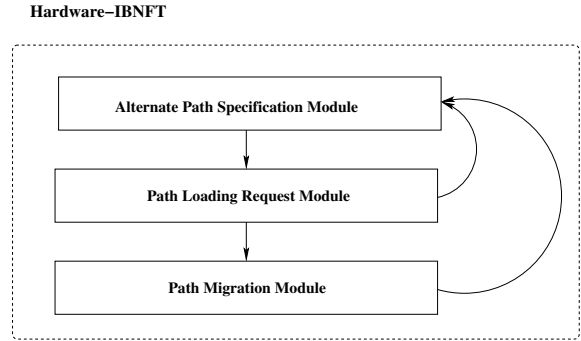 Hardware−IBNFT
Alternate Path Specification Module
Path Loading Request Module
Path Migration Module